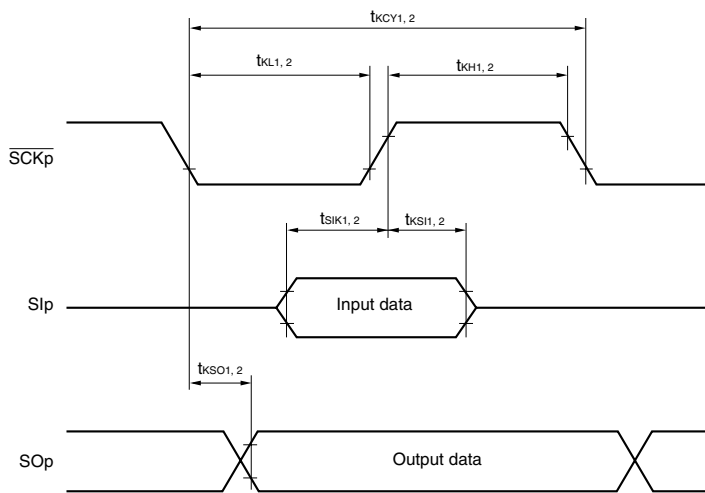 tKCY1, 2
tKL1, 2
tKH1, 2
SCKp
tSIK1, 2
tKSI1, 2
SIp
Input data
tKSO1, 2
SOp
Output data